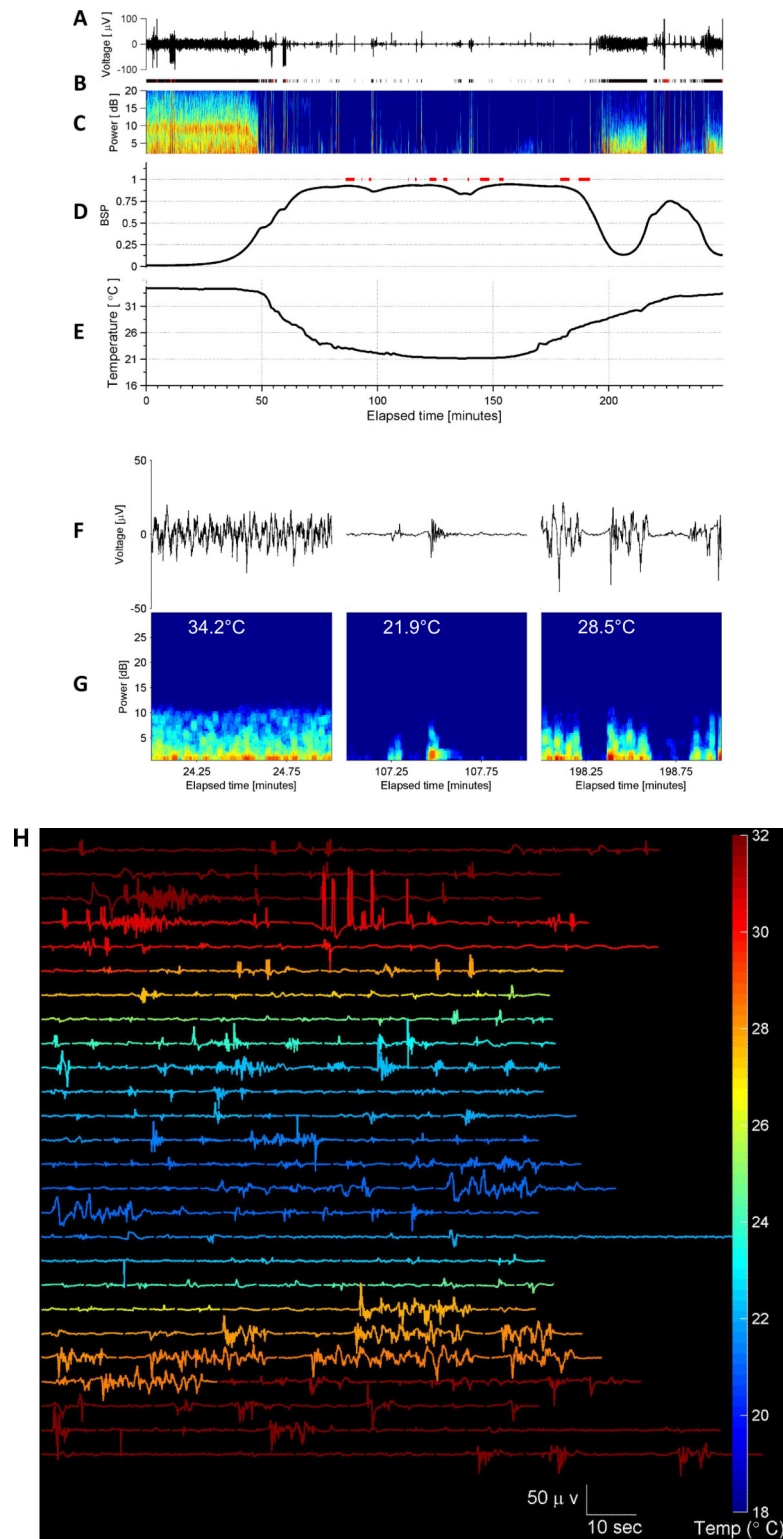 A
Voltage [ µV]
100
0
-100
B
C
Power [ dB]
20
15
10
5
D
BSP
1
0.75
0.5
0.25
0
E
Temperature [ °C]
31
26
21
16
0 50 100 150 200
Elapsed time [minutes]
F
Voltage [µV]
50
0
-50
G
Power [dB]
25
20
15
10
5
34.2°C 21.9°C 28.5°C
24.25 24.75 107.25 107.75 198.25 198.75
Elapsed time [minutes] Elapsed time [minutes] Elapsed time [minutes]
H
32
30
28
26
24
22
20
18
50 µ v
10 sec
Temp (° C)